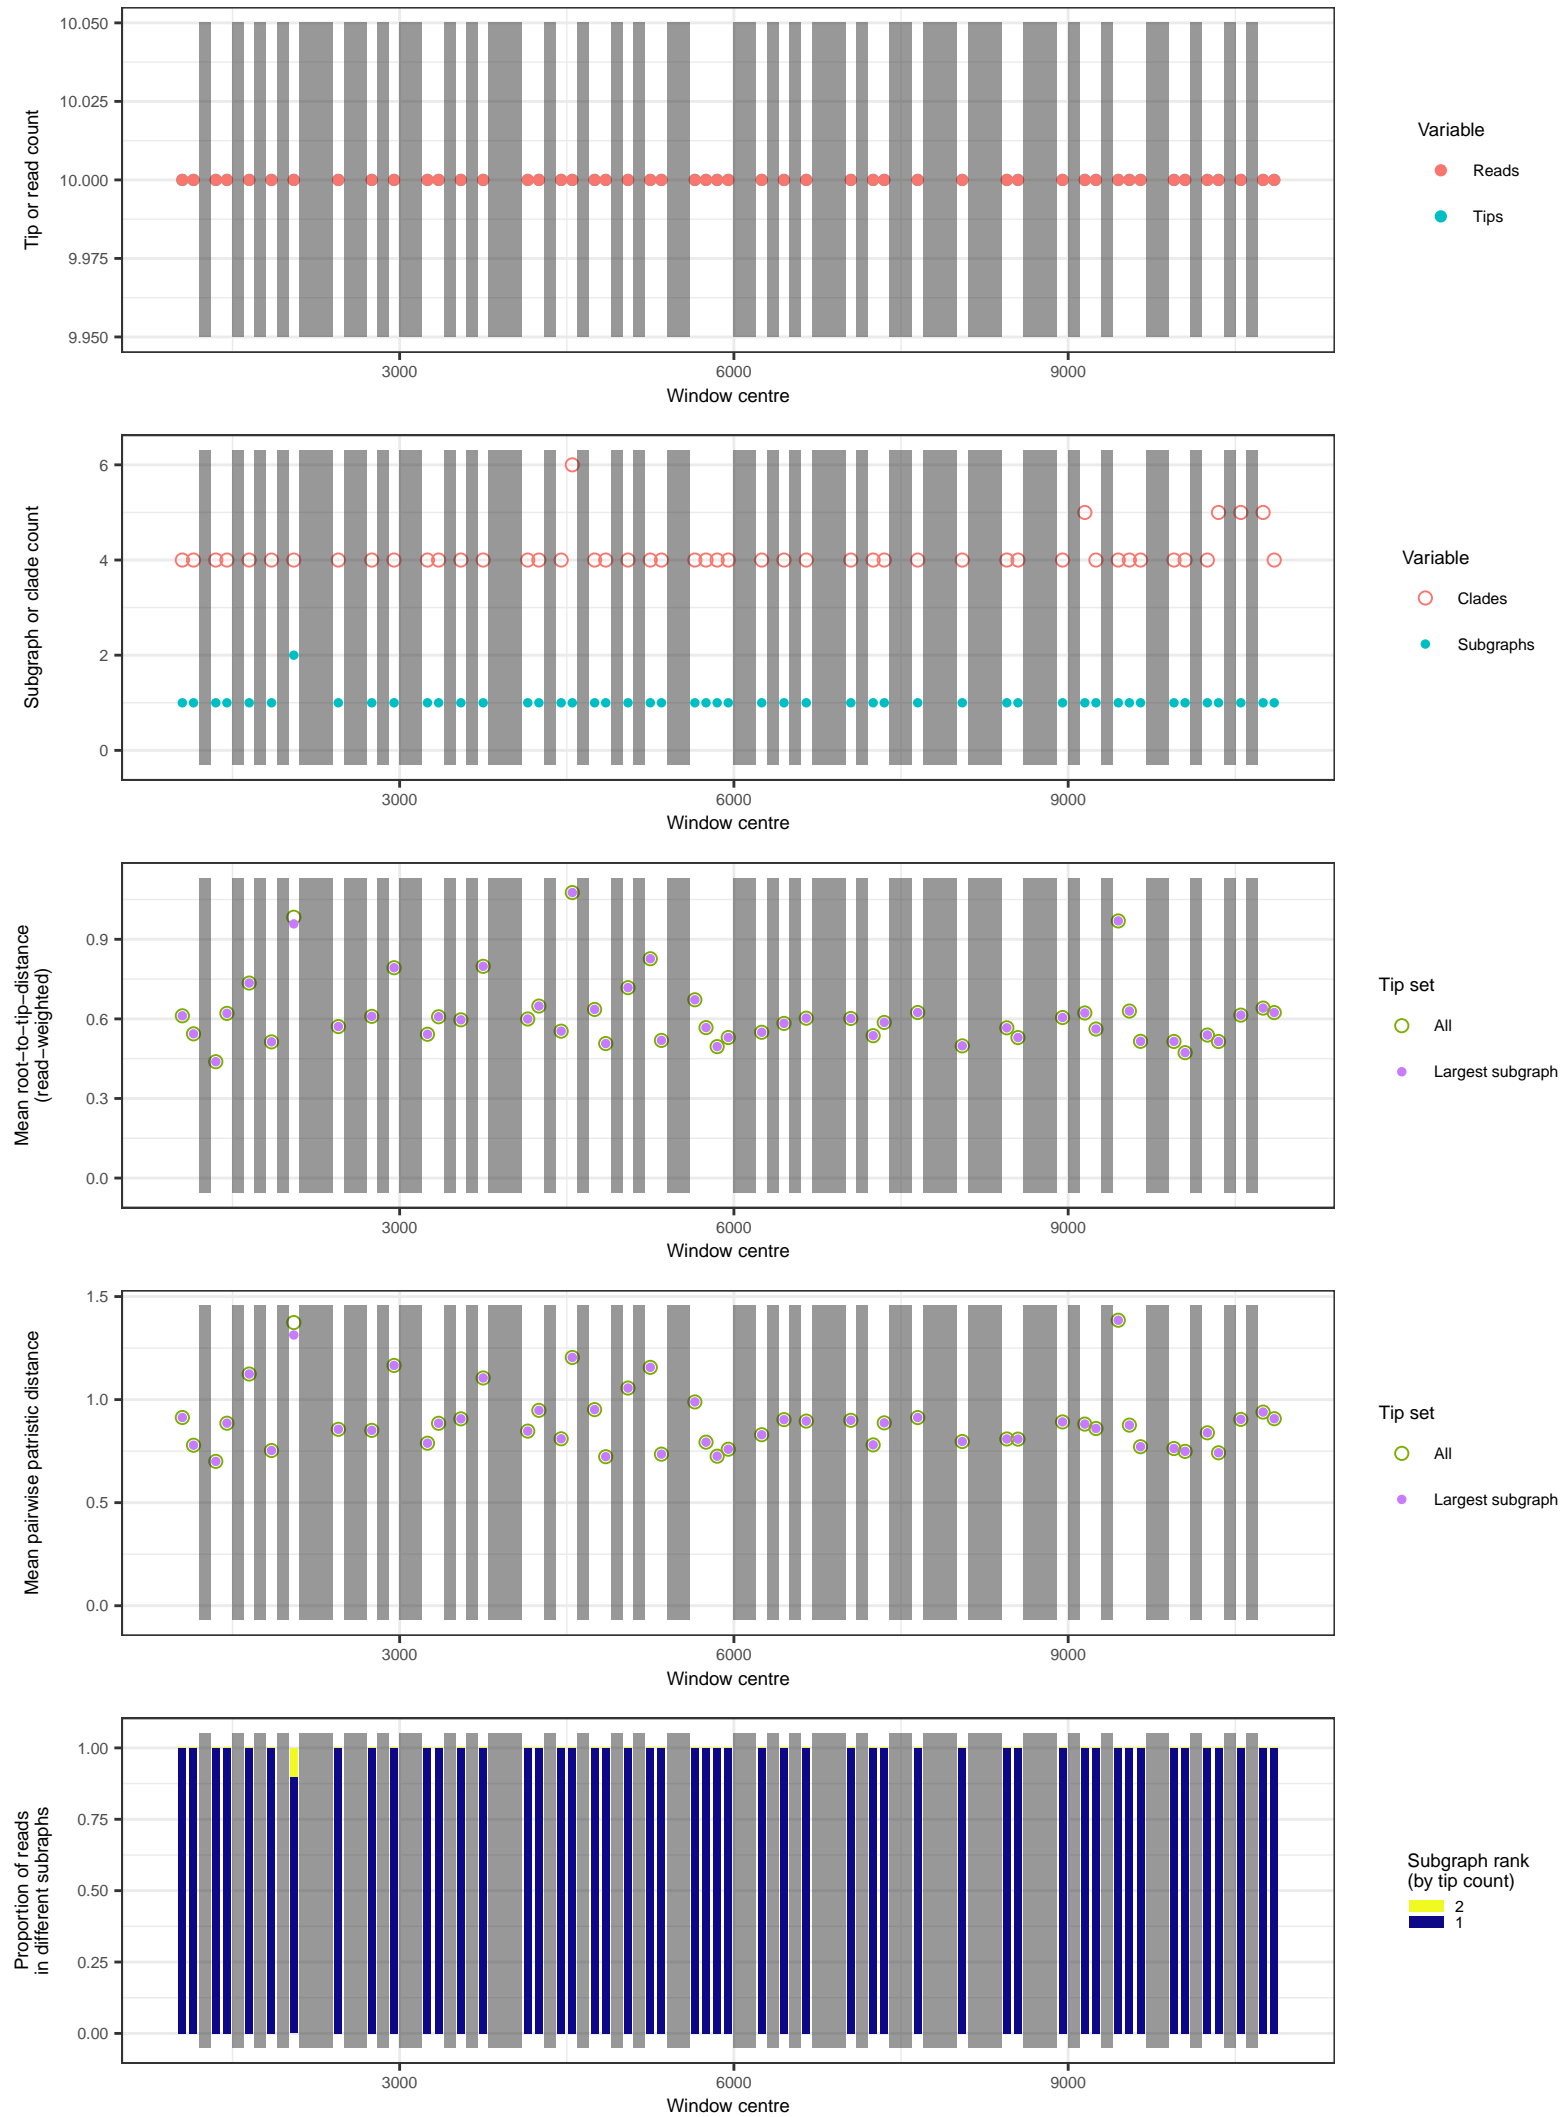 10.050
10.025
10.000
9.975
9.950
Tip or read count
3000
6000
9000
Window centre
Variable
Reads
Tips
6
4
2
0
Subgraph or clade count
3000
6000
9000
Window centre
Variable
Clades
Subgraphs
0.9
0.6
0.3
0.0
Mean root−to−tip−distance
(read−weighted)
3000
6000
9000
Window centre
Tip set
All
Largest subgraph
1.5
1.0
0.5
0.0
Mean pairwise patristic distance
3000
6000
9000
Window centre
Tip set
All
Largest subgraph
1.00
0.75
0.50
0.25
0.00
Proportion of reads
in different subraphs
3000
6000
9000
Window centre
Subgraph rank
(by tip count)
2
1